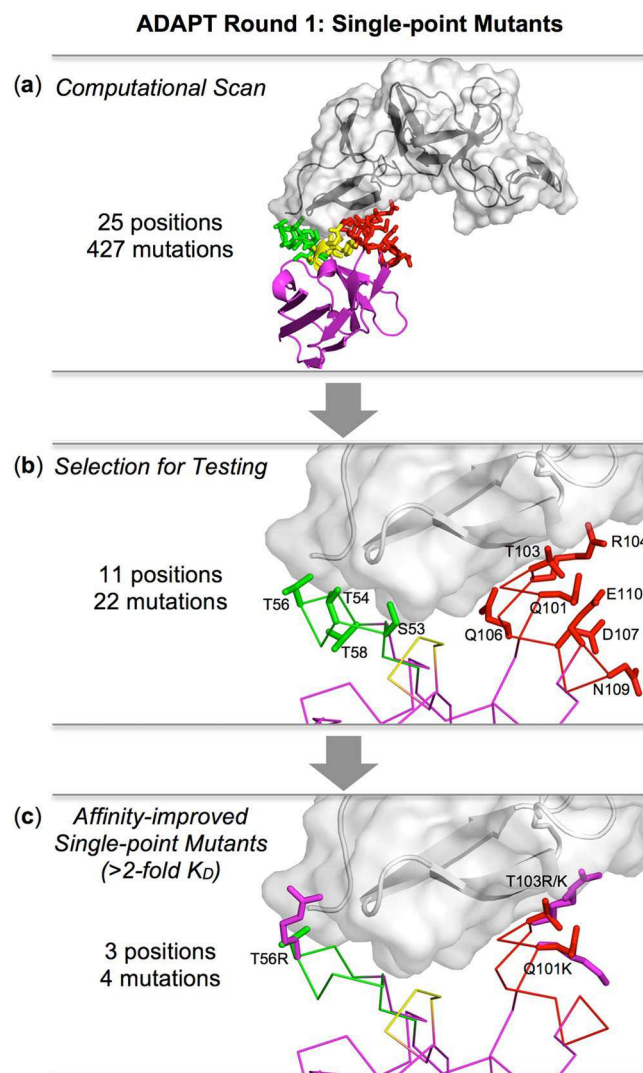 ADAPT Round 1: Single-point Mutants
(a) Computational Scan
25 positions
427 mutations
(b) Selection for Testing
11 positions
22 mutations
T56
T54
T58
S53
T103
R104
Q101
E110
Q106
D107
N109
(c) Affinity-improved
Single-point Mutants
(>2-fold KD)
3 positions
4 mutations
T56R
T103R/K
Q101K